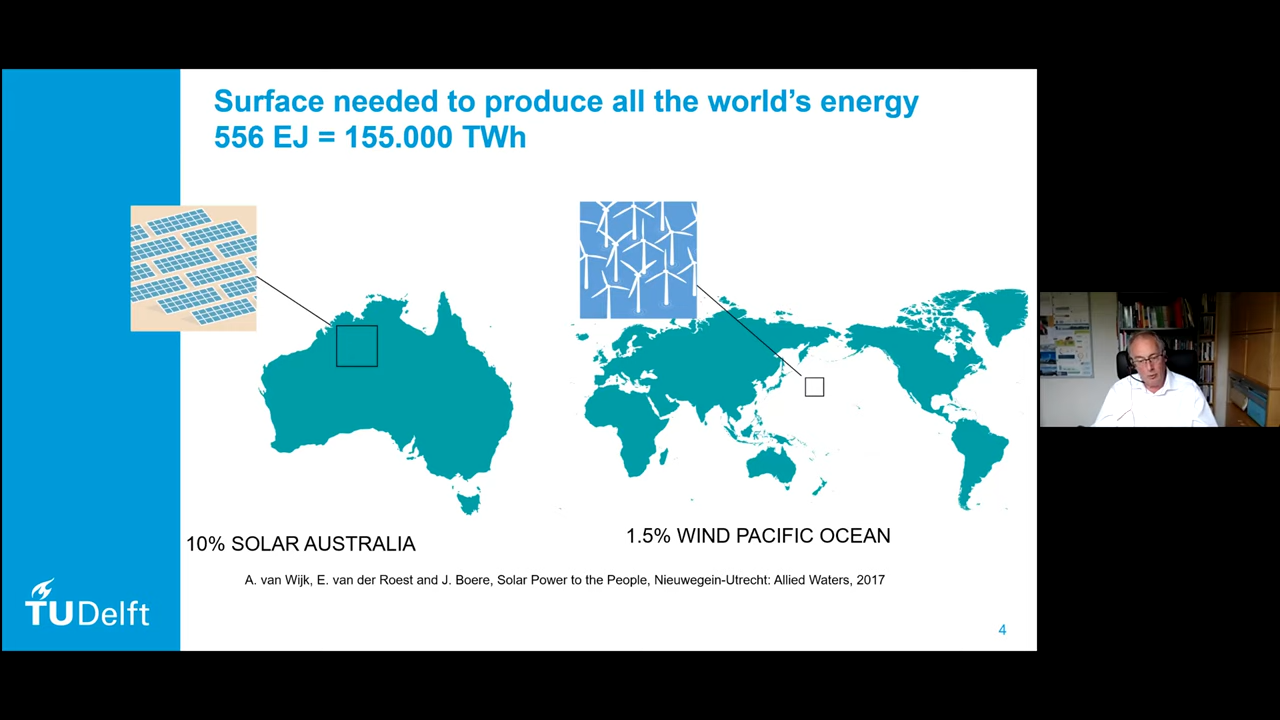 Surface needed to produce all the world’s energy
556 EJ = 155.000 TWh
10% SOLAR AUSTRALIA
1.5% WIND PACIFIC OCEAN
A. van Wijk, E. van der Roest and J. Boere, Solar Power to the People, Nieuwegein-Utrecht: Allied Waters, 2017
TUDelft
4